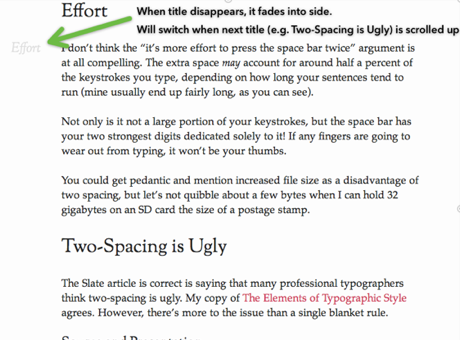 Effort
When title disappears, it fades into side.
Will switch when next title (e.g. Two-Spacing is Ugly) is scrolled up
Effort
I don't think the "it's more effort to press the space bar twice" argument is
at all compelling. The extra space may account for around half a percent of
the keystrokes you type, depending on how long your sentences tend to
run (mine usually end up fairly long, as you can see).
Not only is it not a large portion of your keystrokes, but the space bar has
your two strongest digits dedicated solely to it! If any fingers are going to
wear out from typing, it won't be your thumbs.
You could get pedantic and mention increased file size as a disadvantage of
two spacing, but let's not quibble about a few bytes when I can hold 32
gigabytes on an SD card the size of a postage stamp.
Two-Spacing is Ugly
The Slate article is correct is saying that many professional typographers
think two-spacing is ugly. My copy of The Elements of Typographic Style
agrees. However, there's more to the issue than a single blanket rule.